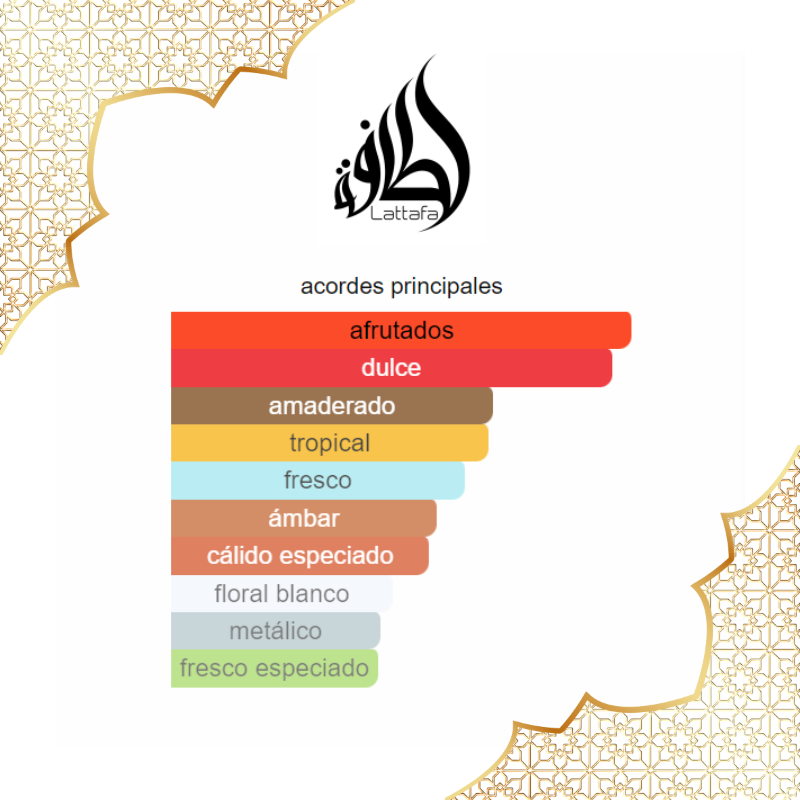 لطافة
Lattafa
acordes principales
afrutados
dulce
amaderado
tropical
fresco
ámbar
cálido especiado
floral blanco
metálico
fresco especiado